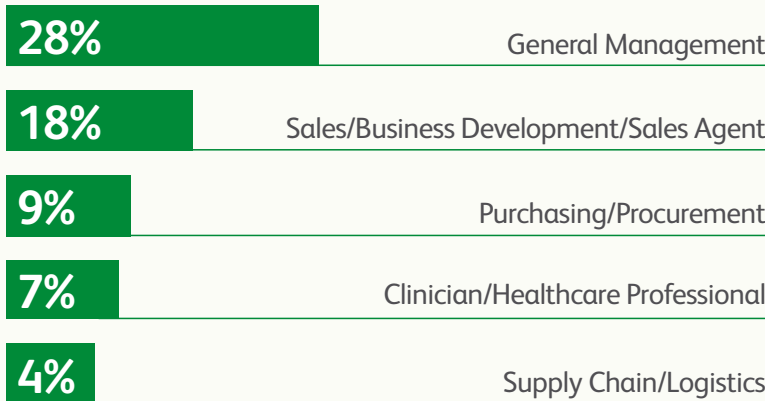 28% General Management
18% Sales/Business Development/Sales Agent
9% Purchasing/Procurement
7% Clinician/Healthcare Professional
4% Supply Chain/Logistics